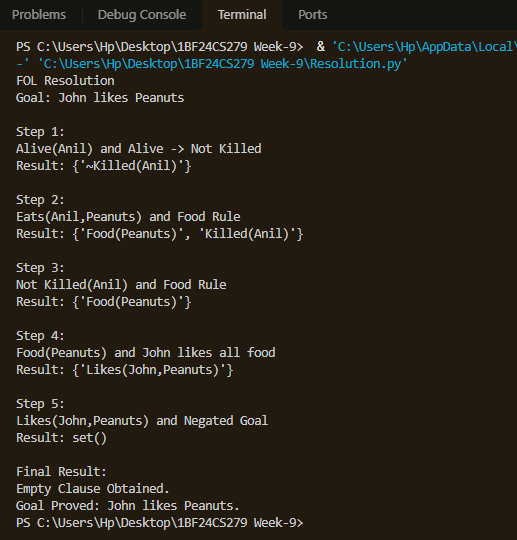 Problems Debug Console Terminal Ports
PS C:\Users\Hp\Desktop\1BF24CS279 Week-9>  & 'C:\Users\Hp\AppData\Local\
-' 'C:\Users\Hp\Desktop\1BF24CS279 Week-9\Resolution.py'
FOL Resolution
Goal: John likes Peanuts
Step 1:
Alive(Anil) and Alive -> Not Killed
Result: {'~Killed(Anil)'}
Step 2:
Eats(Anil,Peanuts) and Food Rule
Result: {'Food(Peanuts)', 'Killed(Anil)'}
Step 3:
Not Killed(Anil) and Food Rule
Result: {'Food(Peanuts)'}
Step 4:
Food(Peanuts) and John likes all food
Result: {'Likes(John,Peanuts)'}
Step 5:
Likes(John,Peanuts) and Negated Goal
Result: set()
Final Result:
Empty Clause Obtained.
Goal Proved: John likes Peanuts.
PS C:\Users\Hp\Desktop\1BF24CS279 Week-9>